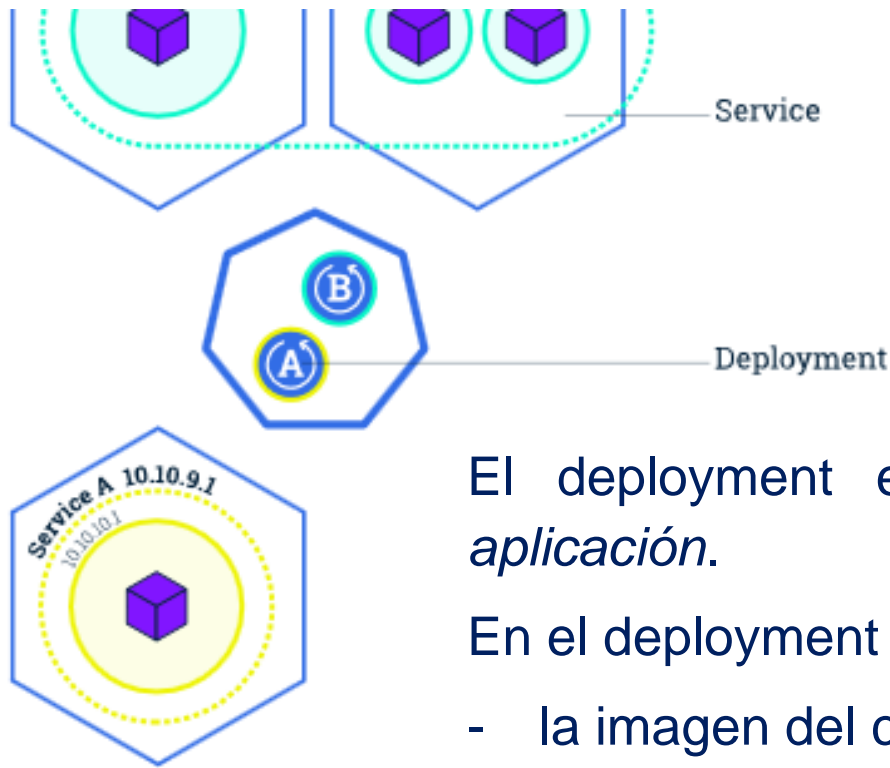 Service
B
A
Deployment
Service A 10.10.9.1
10.10.10.1
El deployment
aplicación.
En el deployment
- la imagen del